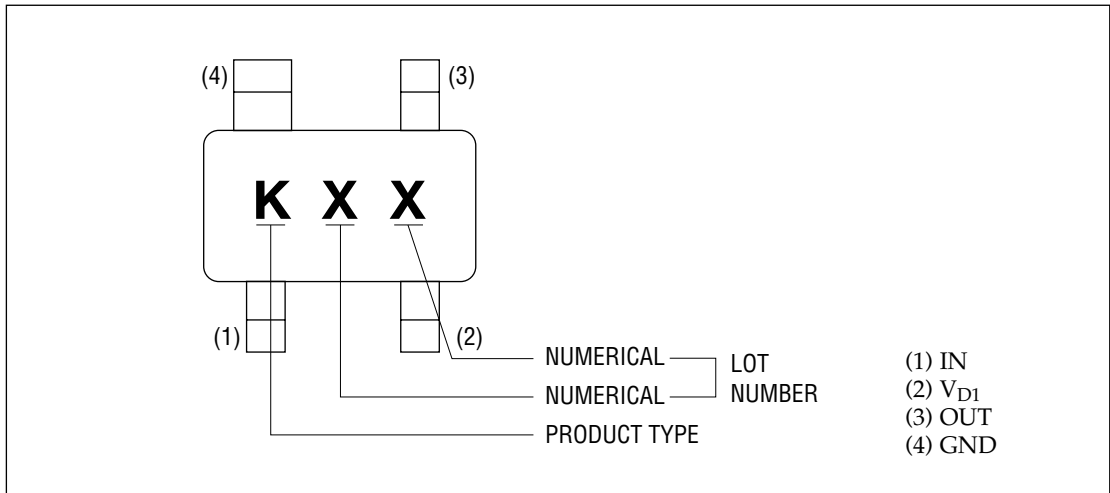 (4)
(3)
K X X
(1)
(2)
NUMERICAL
NUMERICAL
LOT
NUMBER
PRODUCT TYPE
(1) IN
(2) VD1
(3) OUT
(4) GND